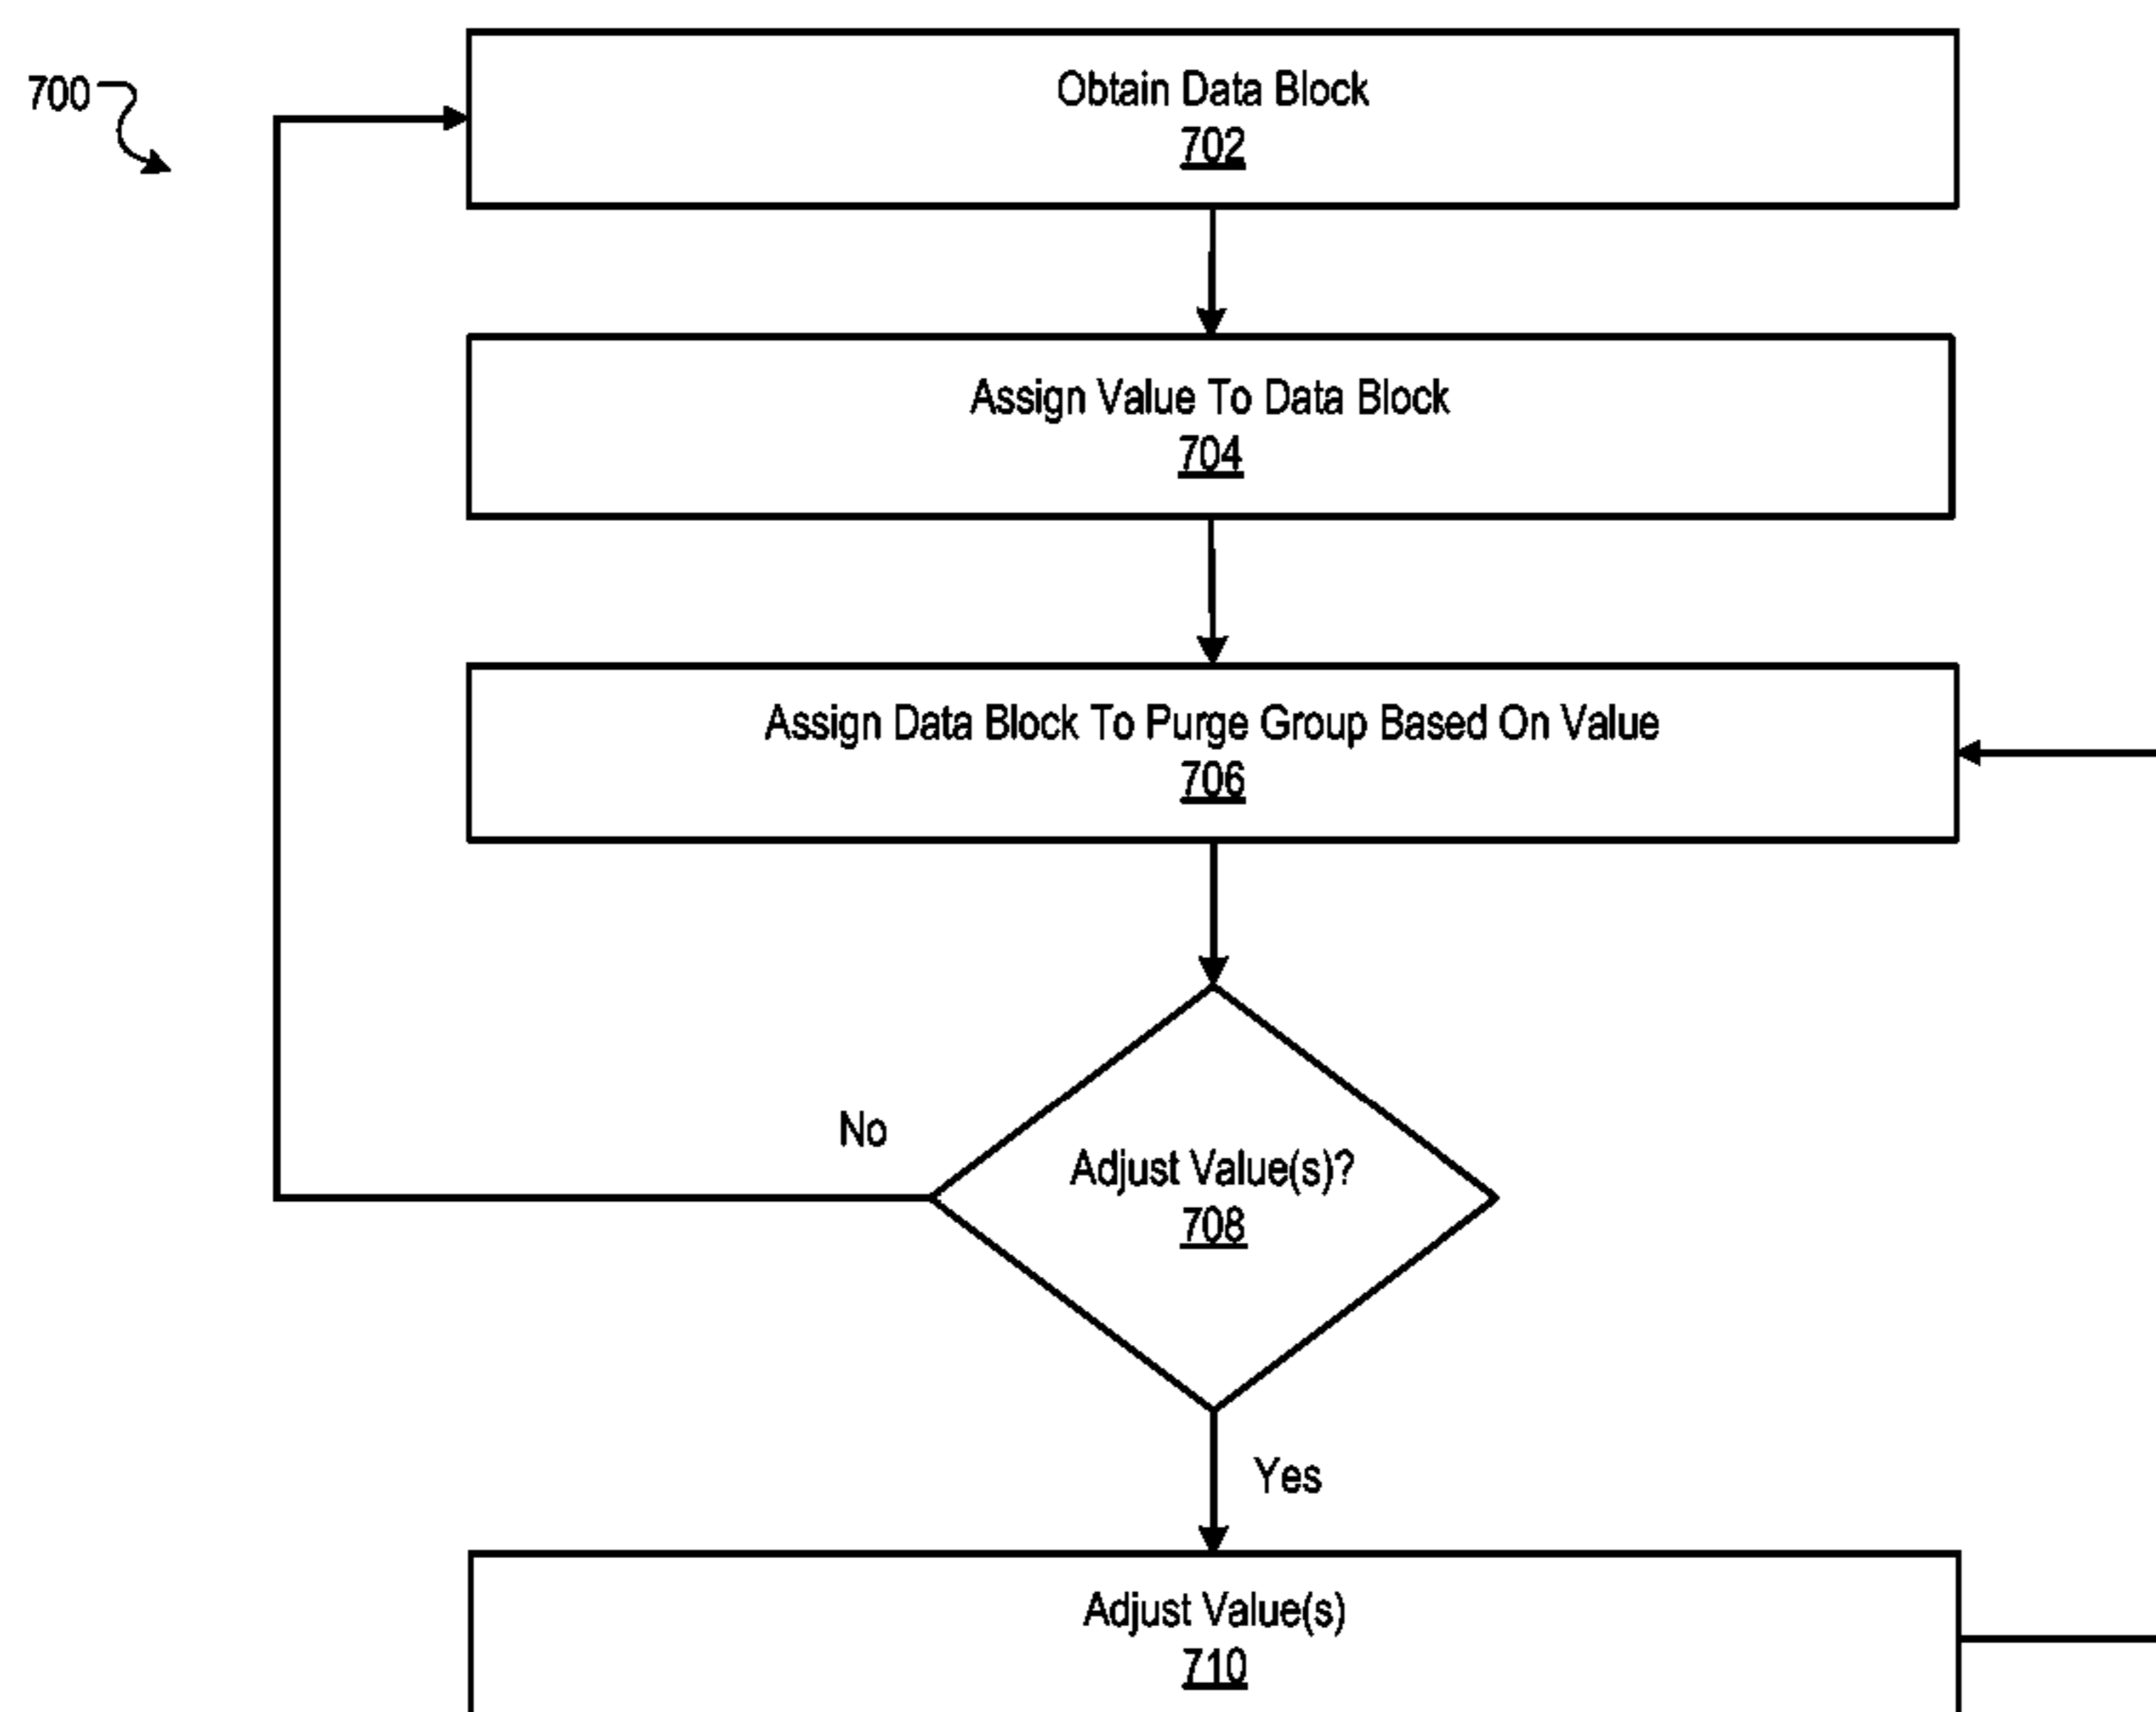 700
Obtain Data Block
702
Assign Value To Data Block
704
Assign Data Block To Purge Group Based On Value
706
No
Adjust Value(s)?
708
Yes
Adjust Value(s)
710